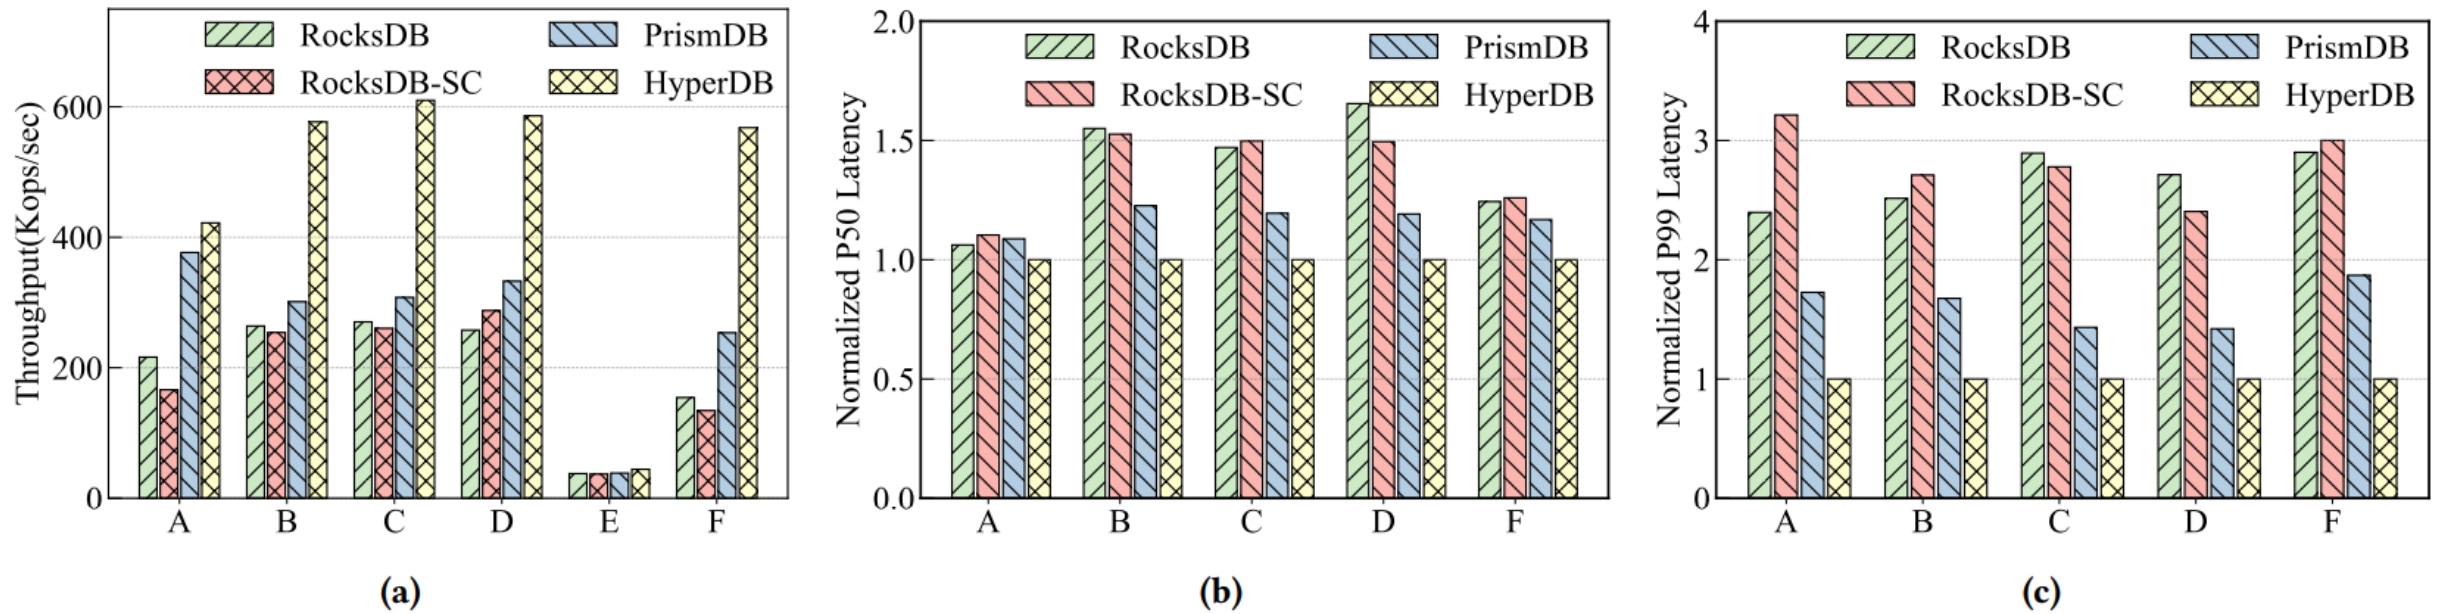 RocksDB
PrismDB
RocksDB-SC
HyperDB
Throughput(Kops/sec)
600
400
200
0
A B C D E F
(a)
RocksDB
PrismDB
RocksDB-SC
HyperDB
Normalized P50 Latency
2.0
1.5
1.0
0.5
0.0
A B C D F
(b)
RocksDB
PrismDB
RocksDB-SC
HyperDB
Normalized P99 Latency
4
3
2
1
0
A B C D F
(c)